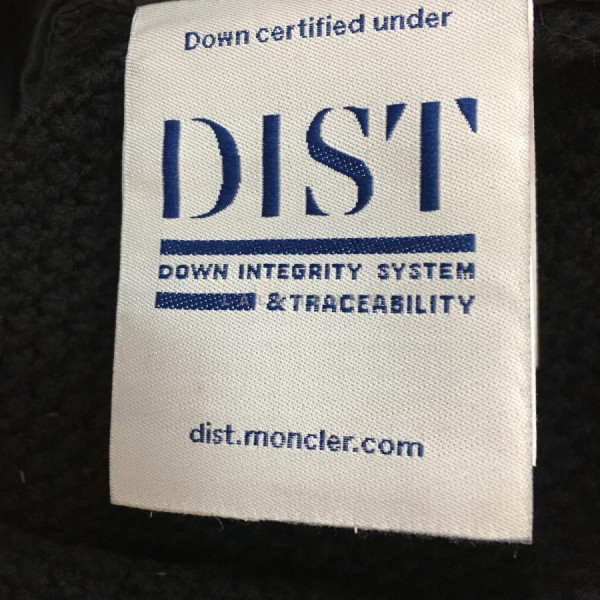 Down certified under
DIST
DOWN INTEGRITY SYSTEM
& TRACEABILITY
dist.moncler.com